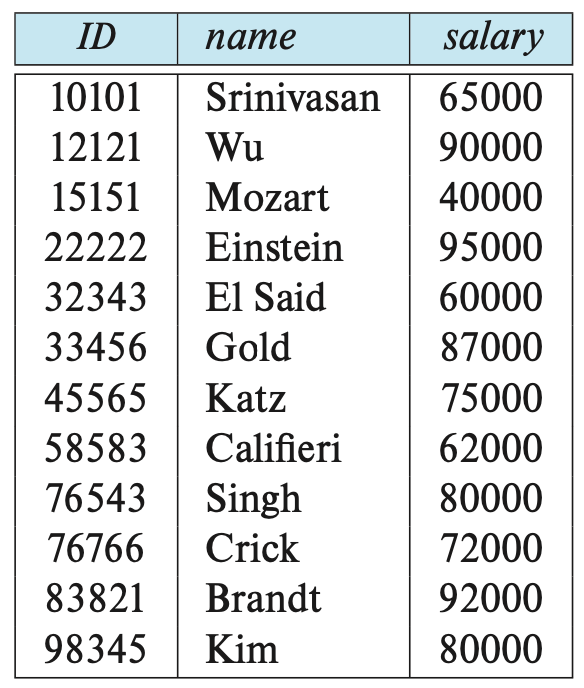 ID name salary
10101 Srinivasan 65000
12121 Wu 90000
15151 Mozart 40000
22222 Einstein 95000
32343 El Said 60000
33456 Gold 87000
45565 Katz 75000
58583 Califieri 62000
76543 Singh 80000
76766 Crick 72000
83821 Brandt 92000
98345 Kim 80000